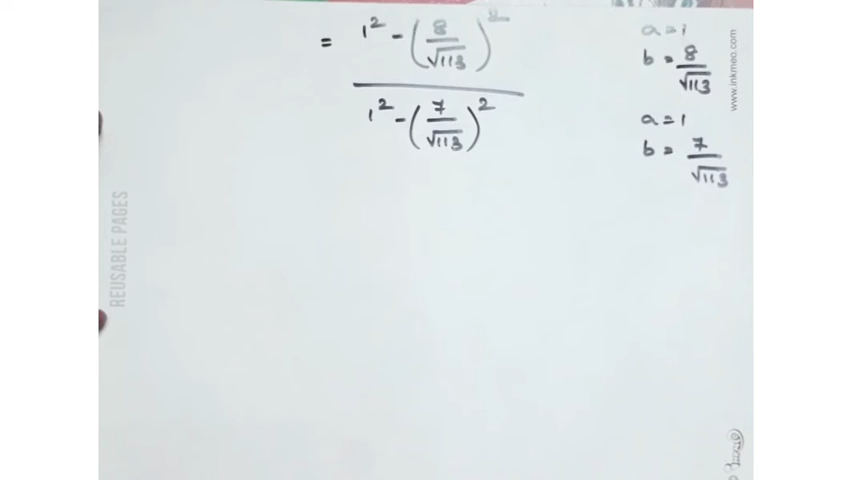 = 1² - (8/√113)² / 1² - (7/√113)²
a = 1
b = 8/√113
a = 1
b = 7/√113
www.inkmeo.com
REUSABLE PAGES